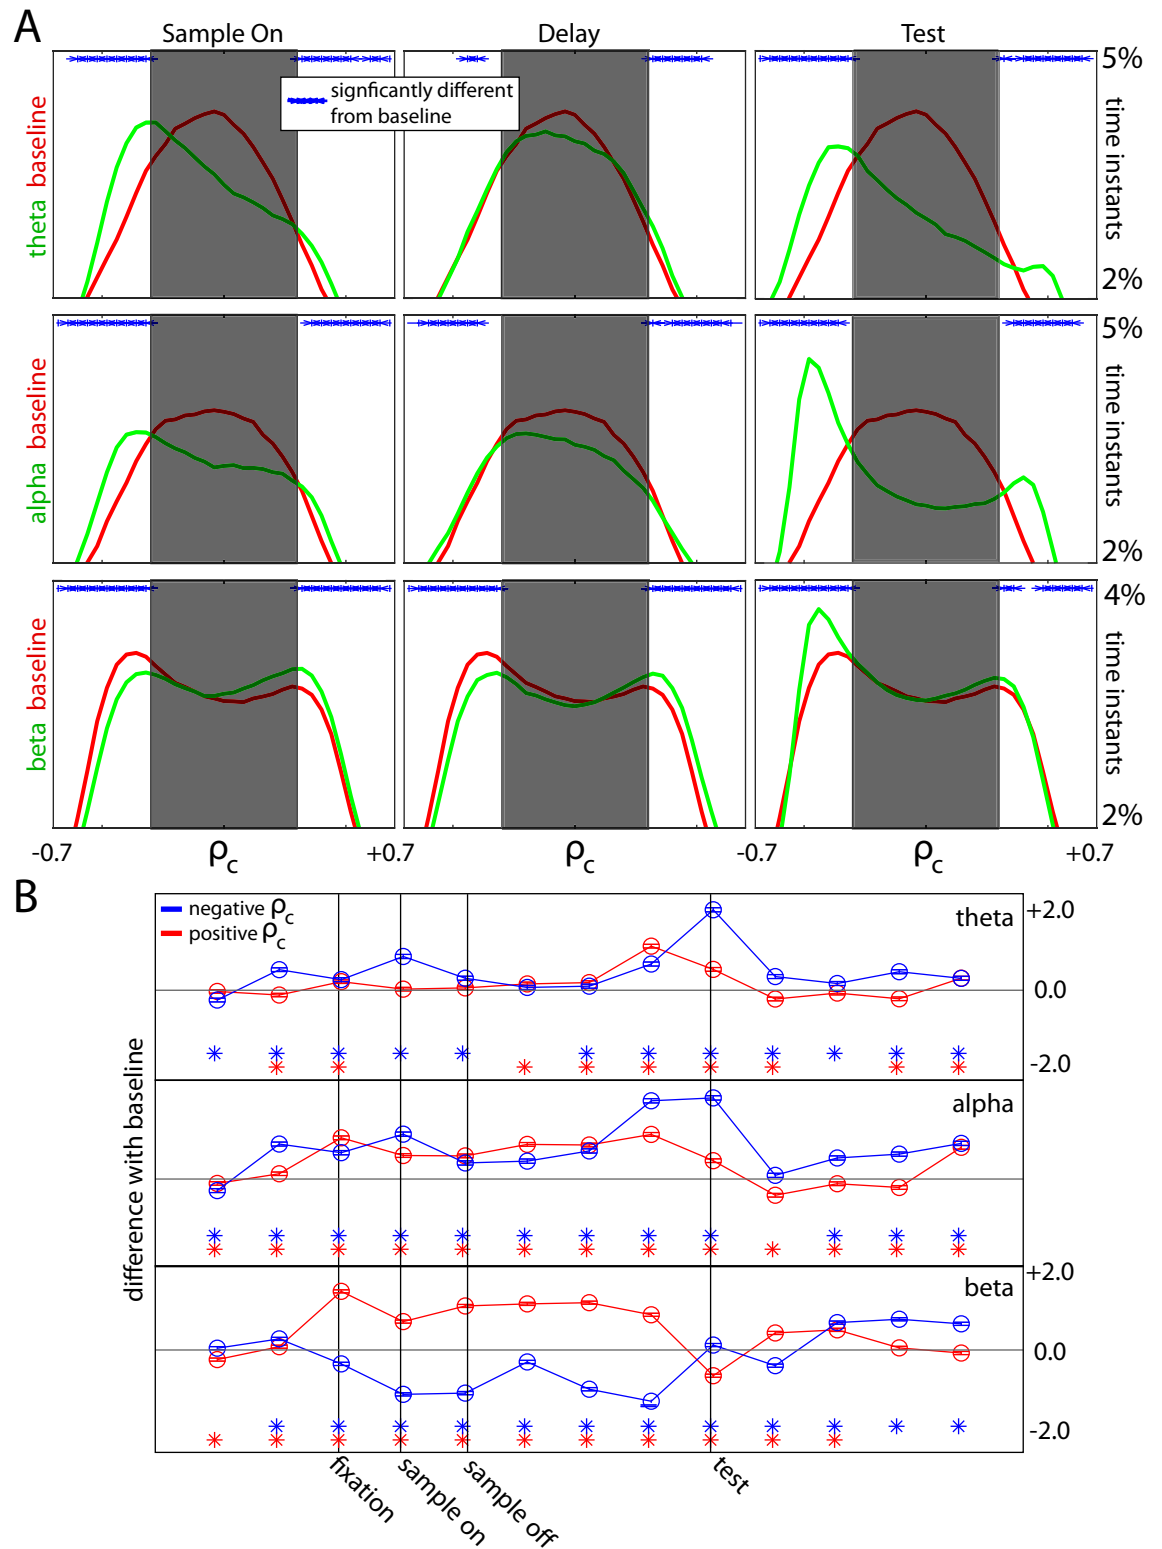 A
Sample On
Delay
Test
signficantly different
from baseline
theta baseline
5%
time instants
2%
alpha baseline
5%
time instants
2%
beta baseline
4%
time instants
2%
-0.7
ρc
+0.7
ρc
-0.7
ρc
+0.7
B
negative ρc
positive ρc
theta
+2.0
0.0
-2.0
difference with baseline
alpha
beta
+2.0
0.0
-2.0
fixation
sample on
sample off
test